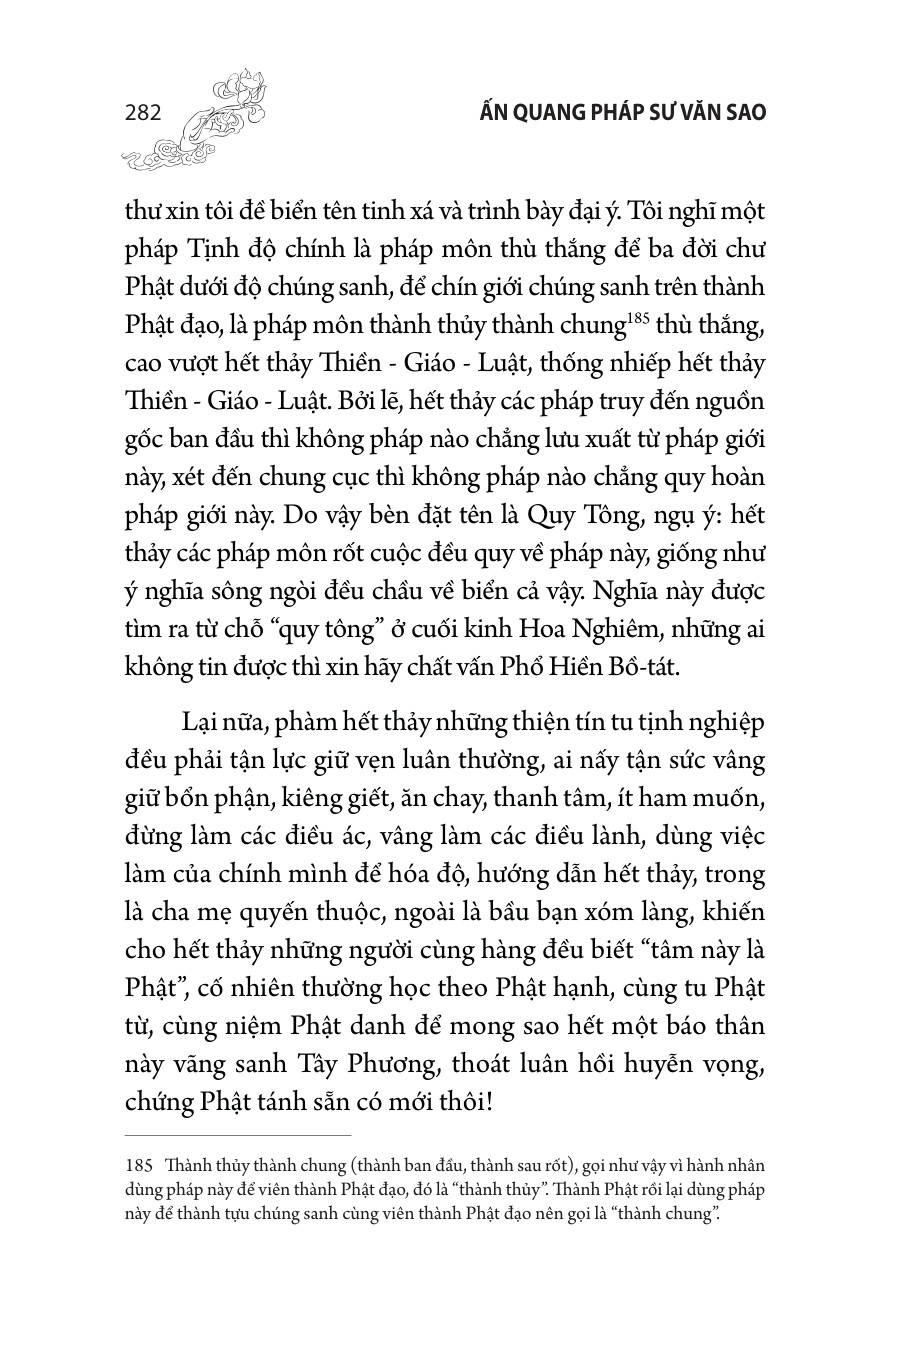 282
ẤN QUANG PHÁP SƯ VĂN SAO
thư xin tôi đề biển tên tinh xá và trình bày đại ý. Tôi nghĩ một
pháp Tịnh độ chính là pháp môn thù thắng để ba đời chư
Phật dưới độ chúng sanh, để chín giới chúng sanh trên thành
Phật đạo, là pháp môn thành thủy thành chung185 thù thắng,
cao vượt hết thảy Thiền - Giáo - Luật, thống nhiếp hết thảy
Thiền - Giáo - Luật. Bởi lẽ, hết thảy các pháp truy đến nguồn
gốc ban đầu thì không pháp nào chẳng lưu xuất từ pháp giới
này, xét đến chung cục thì không pháp nào chẳng quy hoàn
pháp giới này. Do vậy bèn đặt tên là Quy Tông, ngụ ý: hết
thảy các pháp môn rốt cuộc đều quy về pháp này, giống như
ý nghĩa sông ngòi đều chầu về biển cả vậy. Nghĩa này được
tìm ra từ chỗ “quy tông” ở cuối kinh Hoa Nghiêm, những ai
không tin được thì xin hãy chất vấn Phổ Hiền Bồ-tát.
Lại nữa, phàm hết thảy những thiện tín tu tịnh nghiệp
đều phải tận lực giữ vẹn luân thường, ai nấy tận sức vâng
giữ bổn phận, kiêng giết, ăn chay, thanh tâm, ít ham muốn,
đừng làm các điều ác, vâng làm các điều lành, dùng việc
làm của chính mình để hóa độ, hướng dẫn hết thảy, trong
là cha mẹ quyến thuộc, ngoài là bầu bạn xóm làng, khiến
cho hết thảy những người cùng hàng đều biết “tâm này là
Phật”, cố nhiên thường học theo Phật hạnh, cùng tu Phật
từ, cùng niệm Phật danh để mong sao hết một báo thân
này vãng sanh Tây Phương, thoát luân hồi huyễn vọng,
chứng Phật tánh sẵn có mới thôi!
185 Thành thủy thành chung (thành ban đầu, thành sau rốt), gọi như vậy vì hành nhân
dùng pháp này để viên thành Phật đạo, đó là “thành thủy”. Thành Phật rồi lại dùng pháp
này để thành tựu chúng sanh cùng viên thành Phật đạo nên gọi là “thành chung”.